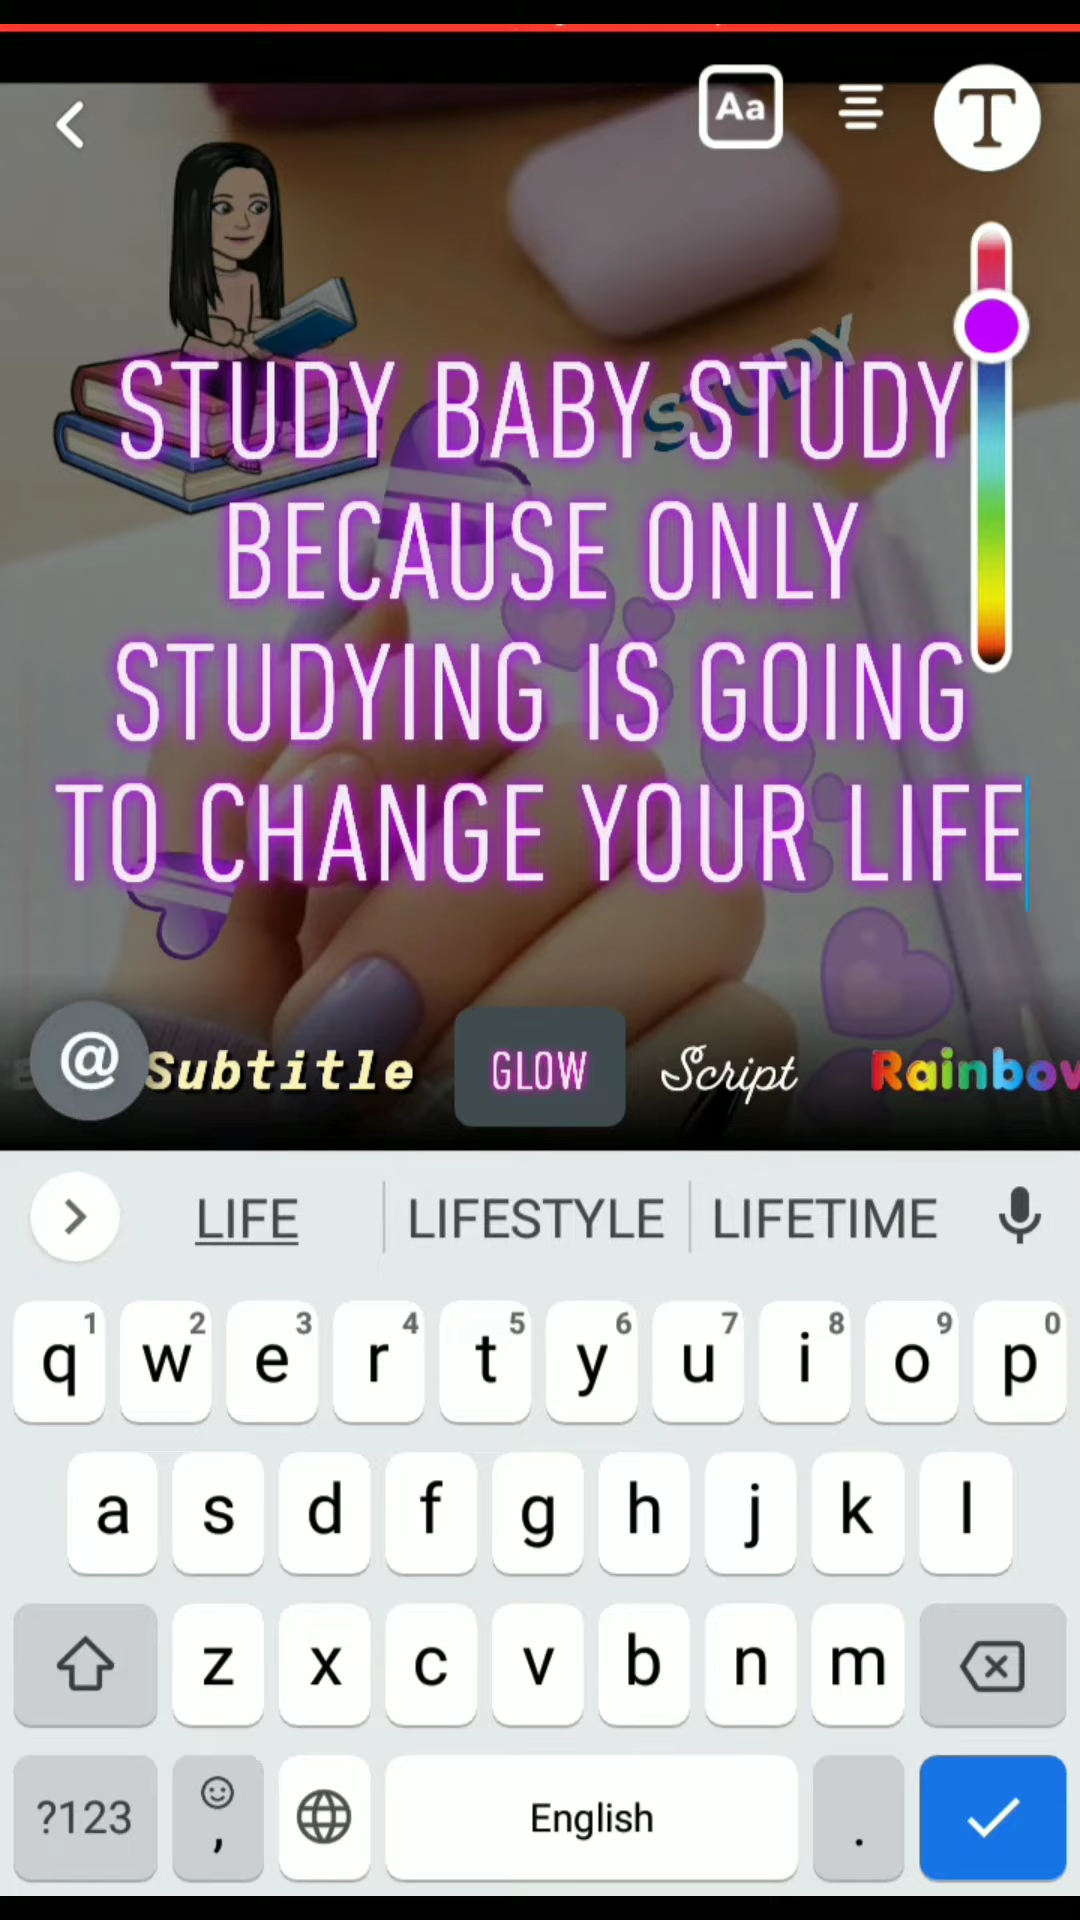 Aa
T
STUDY
STUDY BABY STUDY
BECAUSE ONLY
STUDYING IS GOING
TO CHANGE YOUR LIFE
@
Subtitle
GLOW
Script
Rainbow
LIFE
LIFESTYLE
LIFETIME
1 2 3 4 5 6 7 8 9 0
q w e r t y u i o p
a s d f g h j k l
z x c v b n m
?123 , English .